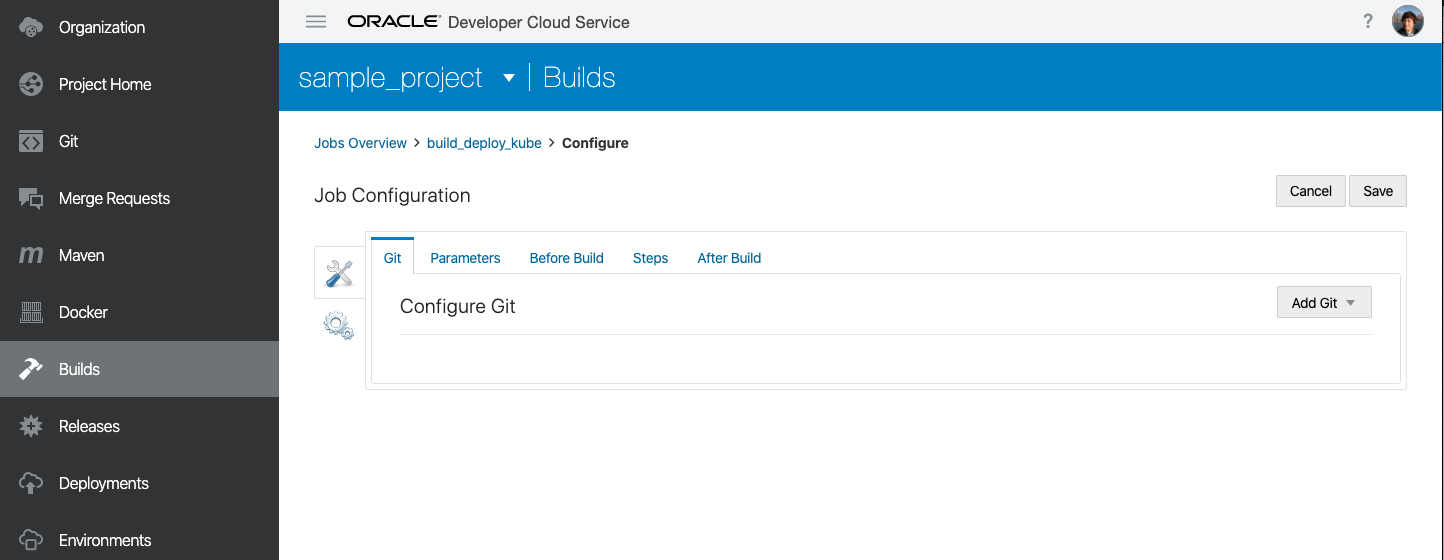 Organization
Project Home
Git
Merge Requests
Maven
Docker
Builds
Releases
Deployments
Environments
ORACLE® Developer Cloud Service
?
sample_project Builds
Jobs Overview > build_deploy_kube > Configure
Job Configuration
Cancel Save
Git Parameters Before Build Steps After Build
Configure Git
Add Git